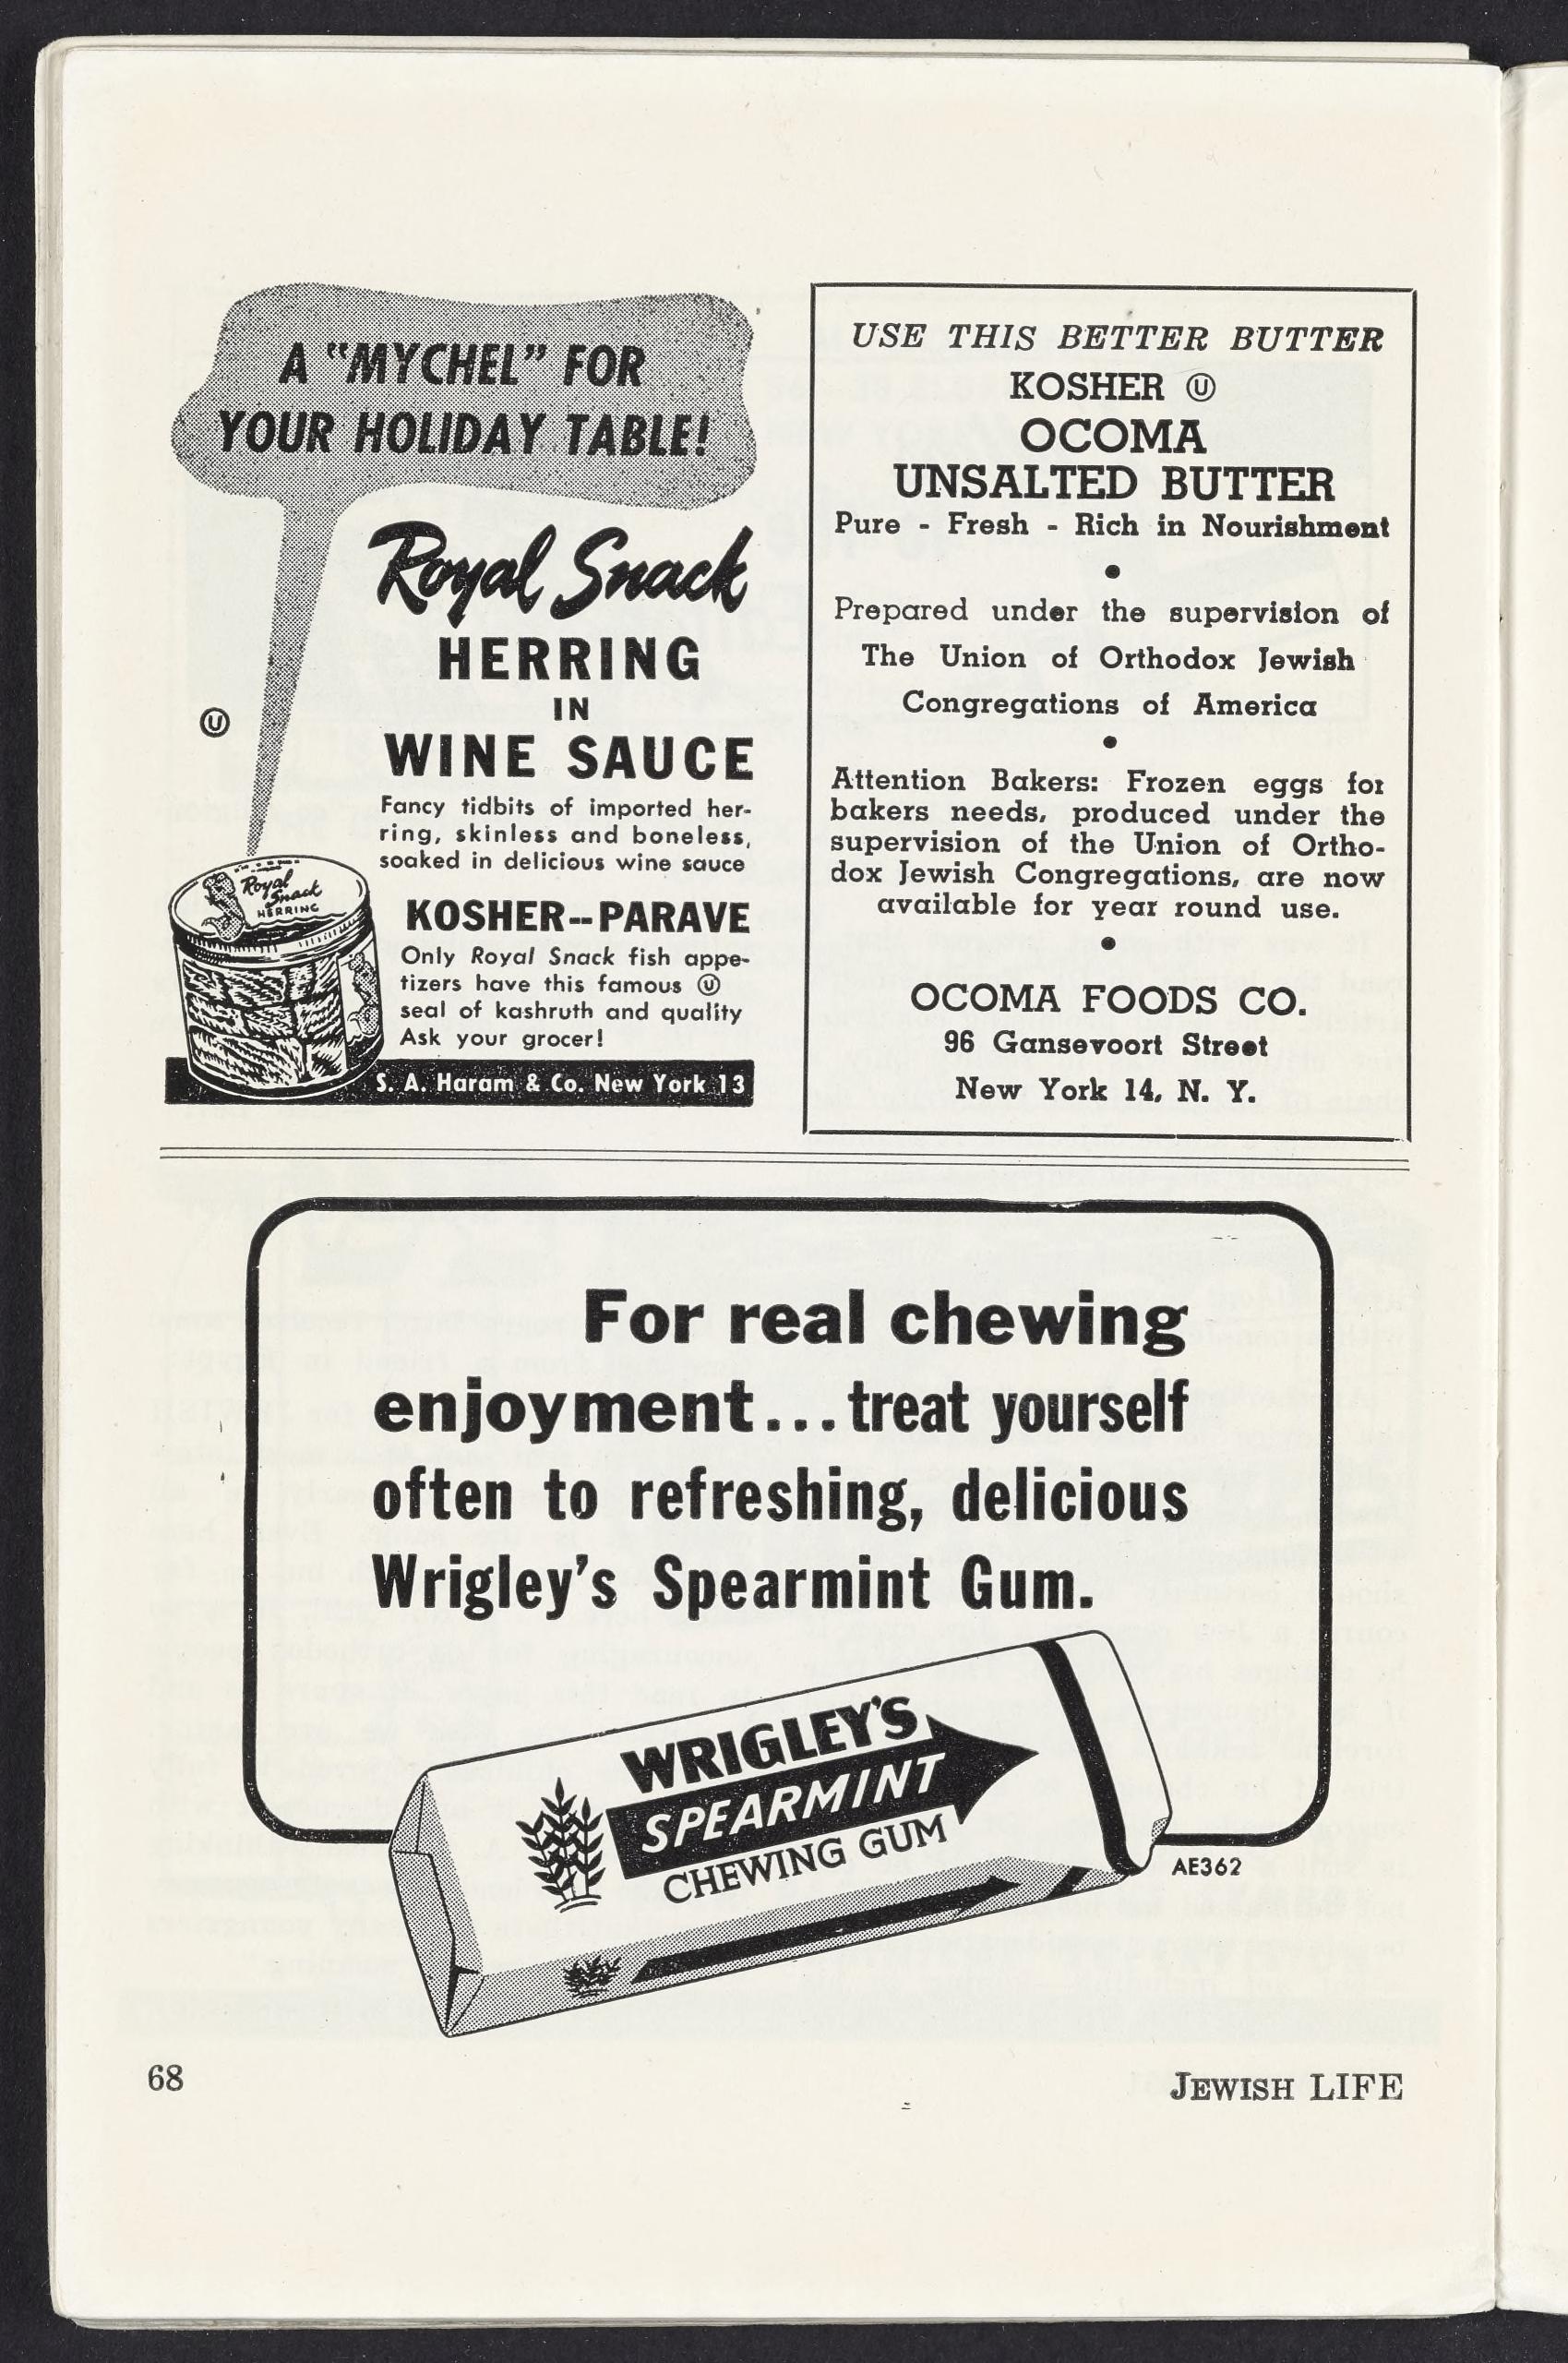 A "MYCHEL" FOR
YOUR HOLIDAY TABLE!
Royal Snack
HERRING
IN
WINE SAUCE
Ⓤ
Fancy tidbits of imported her-
ring, skinless and boneless,
soaked in delicious wine sauce
KOSHER--PARAVE
Only Royal Snack fish appe-
tizers have this famous Ⓤ
seal of kashruth and quality
Ask your grocer!
Royal
Snack
HERRING
S. A. Haram & Co. New York 13
USE THIS BETTER BUTTER
KOSHER Ⓤ
OCOMA
UNSALTED BUTTER
Pure - Fresh - Rich in Nourishment
•
Prepared under the supervision of
The Union of Orthodox Jewish
Congregations of America
•
Attention Bakers: Frozen eggs for
bakers needs, produced under the
supervision of the Union of Ortho-
dox Jewish Congregations, are now
available for year round use.
•
OCOMA FOODS CO.
96 Gansevoort Street
New York 14, N. Y.
For real chewing
enjoyment...treat yourself
often to refreshing, delicious
Wrigley's Spearmint Gum.
WRIGLEY'S
SPEARMINT
CHEWING GUM
AE362
68
JEWISH LIFE